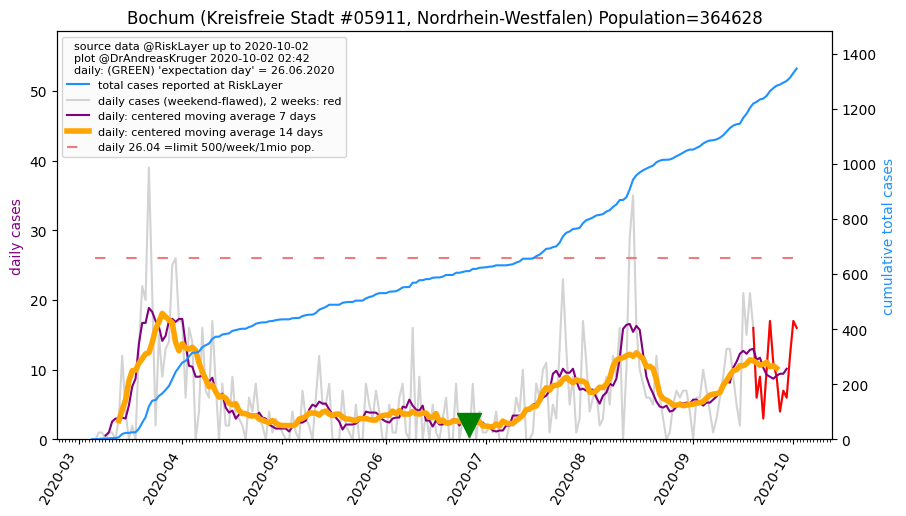 Bochum (Kreisfreie Stadt #05911, Nordrhein-Westfalen) Population=364628
source data @RiskLayer up to 2020-10-02
plot @DrAndreasKruger 2020-10-02 02:42
daily: (GREEN) 'expectation day' = 26.06.2020
total cases reported at RiskLayer
daily cases (weekend-flawed), 2 weeks: red
daily: centered moving average 7 days
daily: centered moving average 14 days
daily 26.04 =limit 500/week/1mio pop.
daily cases
0
10
20
30
40
50
cumulative total cases
0
200
400
600
800
1000
1200
1400
2020-03
2020-04
2020-05
2020-06
2020-07
2020-08
2020-09
2020-10